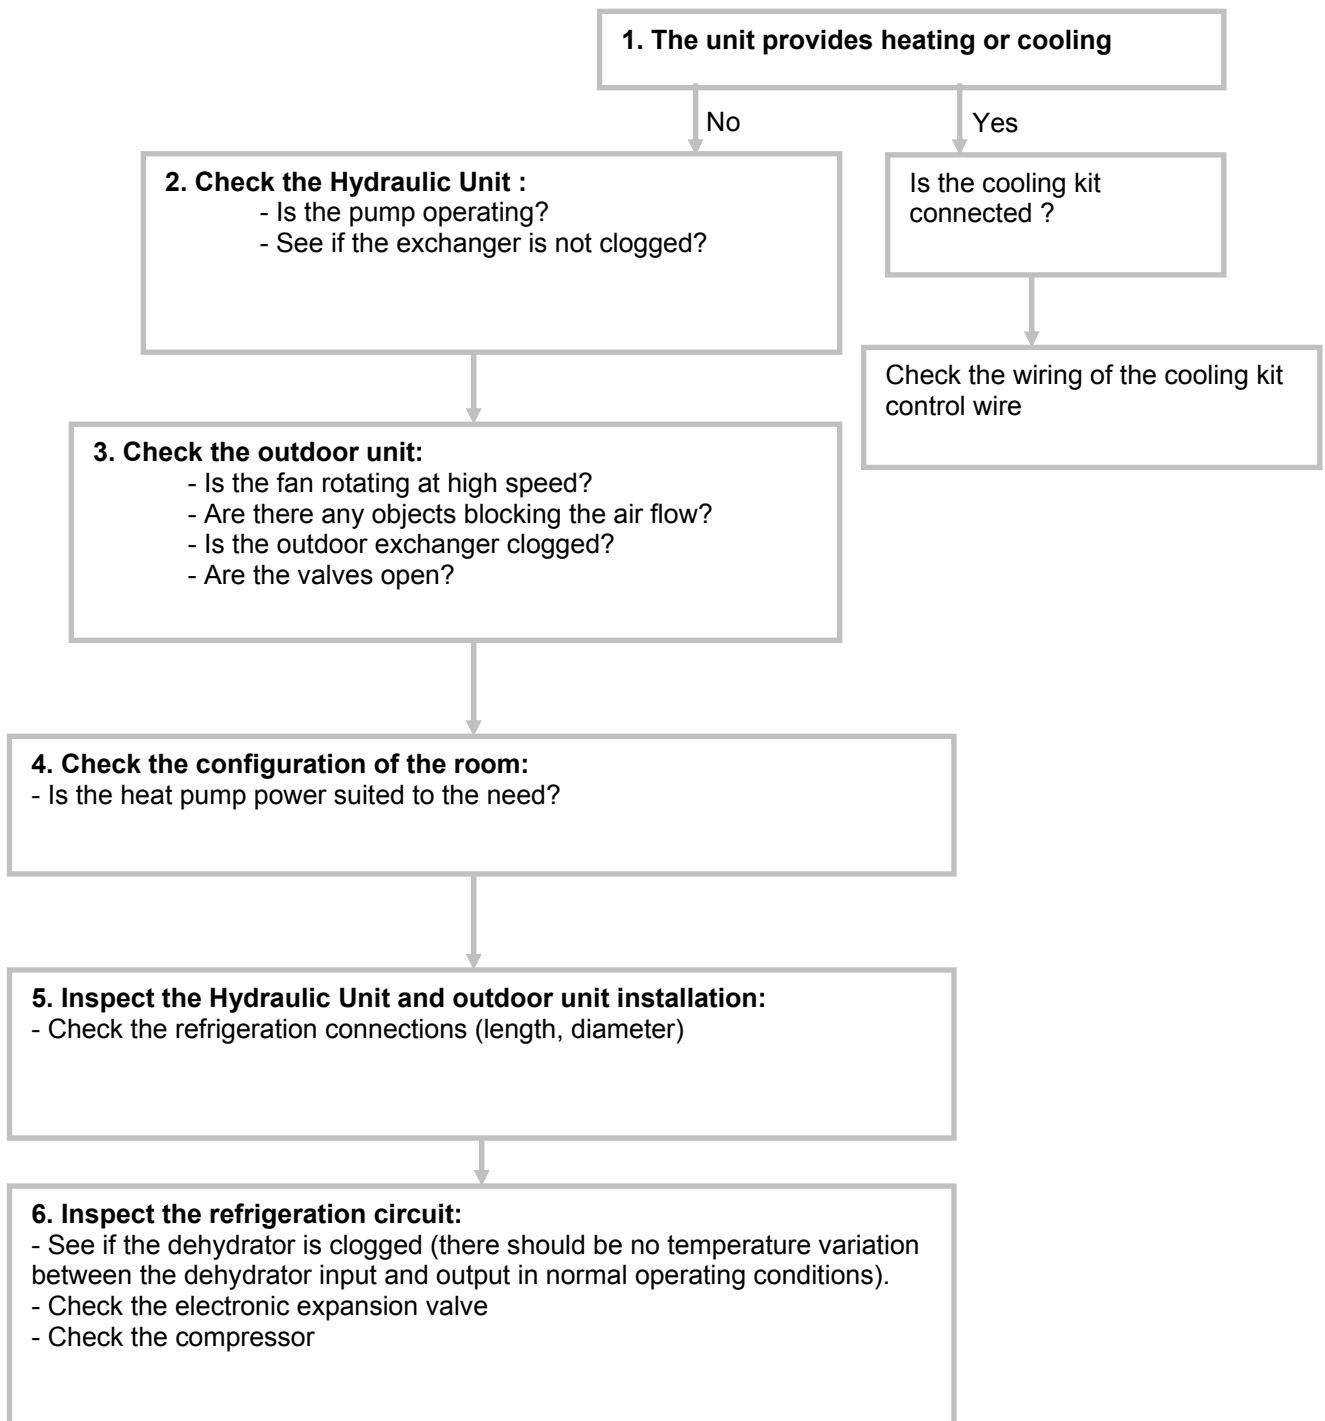 1. The unit provides heating or cooling
No
Yes
2. Check the Hydraulic Unit :
- Is the pump operating?
- See if the exchanger is not clogged?
Is the cooling kit
connected ?
Check the wiring of the cooling kit
control wire
3. Check the outdoor unit:
- Is the fan rotating at high speed?
- Are there any objects blocking the air flow?
- Is the outdoor exchanger clogged?
- Are the valves open?
4. Check the configuration of the room:
- Is the heat pump power suited to the need?
5. Inspect the Hydraulic Unit and outdoor unit installation:
- Check the refrigeration connections (length, diameter)
6. Inspect the refrigeration circuit:
- See if the dehydrator is clogged (there should be no temperature variation
between the dehydrator input and output in normal operating conditions).
- Check the electronic expansion valve
- Check the compressor